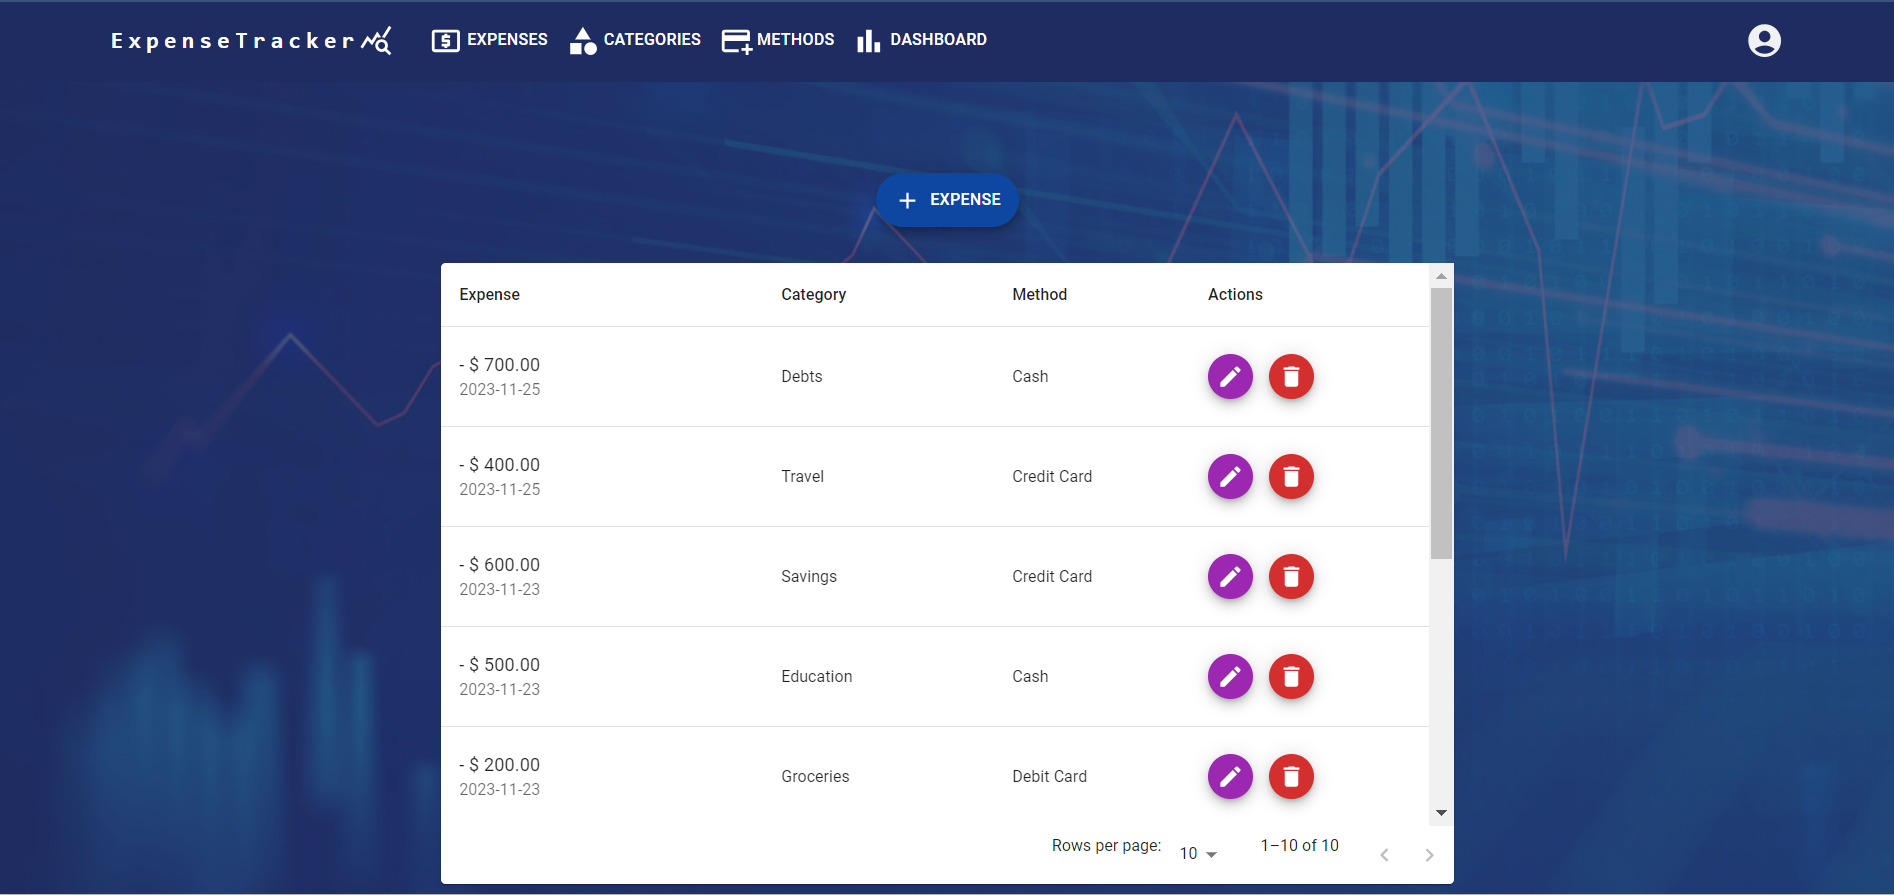 ExpenseTracker EXPENSES CATEGORIES METHODS DASHBOARD
EXPENSE
Expense Category Method Actions
- $ 700.00
2023-11-25
Debts Cash
- $ 400.00
2023-11-25
Travel Credit Card
- $ 600.00
2023-11-23
Savings Credit Card
- $ 500.00
2023-11-23
Education Cash
- $ 200.00
2023-11-23
Groceries Debit Card
Rows per page: 10 1–10 of 10